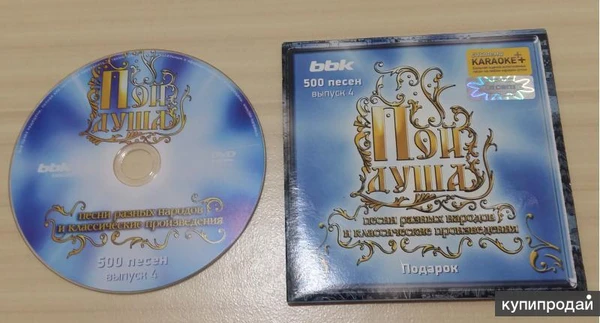 Пой
душа
bbk
DVD
песни разных народов
и классические произведения
500 песен
выпуск 4
bbk
500 песен
выпуск 4
KARAOKE+
Пой
душа
песни разных народов
и классические произведения
Подарок
купипродай